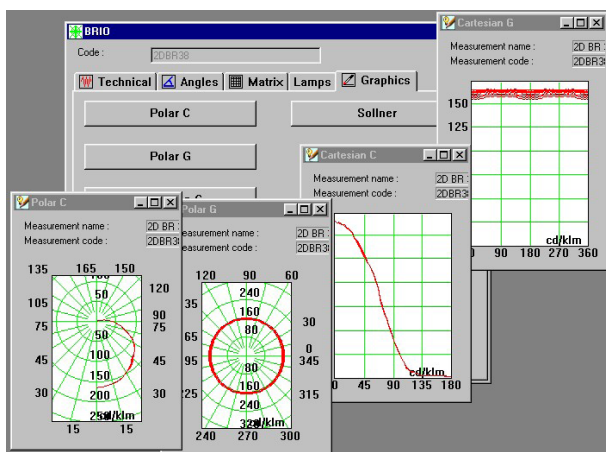 BRIO
Code :
2DBR38
Technical
Angles
Matrix
Lamps
Graphics
Polar C
Sollner
Polar G
Cartesian G
Measurement name : 2D BR
Measurement code : 2DBR3
150
125
cd/klm
90 180 270 360
Cartesian C
Measurement name : 2D BR
Measurement code : 2DBR3
cd/klm
45 90 135 180
Polar C
Measurement name : 2D BR
Measurement code : 2DBR3
135 165 150
105 50 120
90 90
75 50 75
45 100 45
150
30 200 30
cd/klm
15 15
Polar G
easurement name : 2D BR
easurement code : 2DBR3
120 90 60
240
35 160 30
65 80 0
95 80 345
160
25 240 315
cd/klm
240 270 300